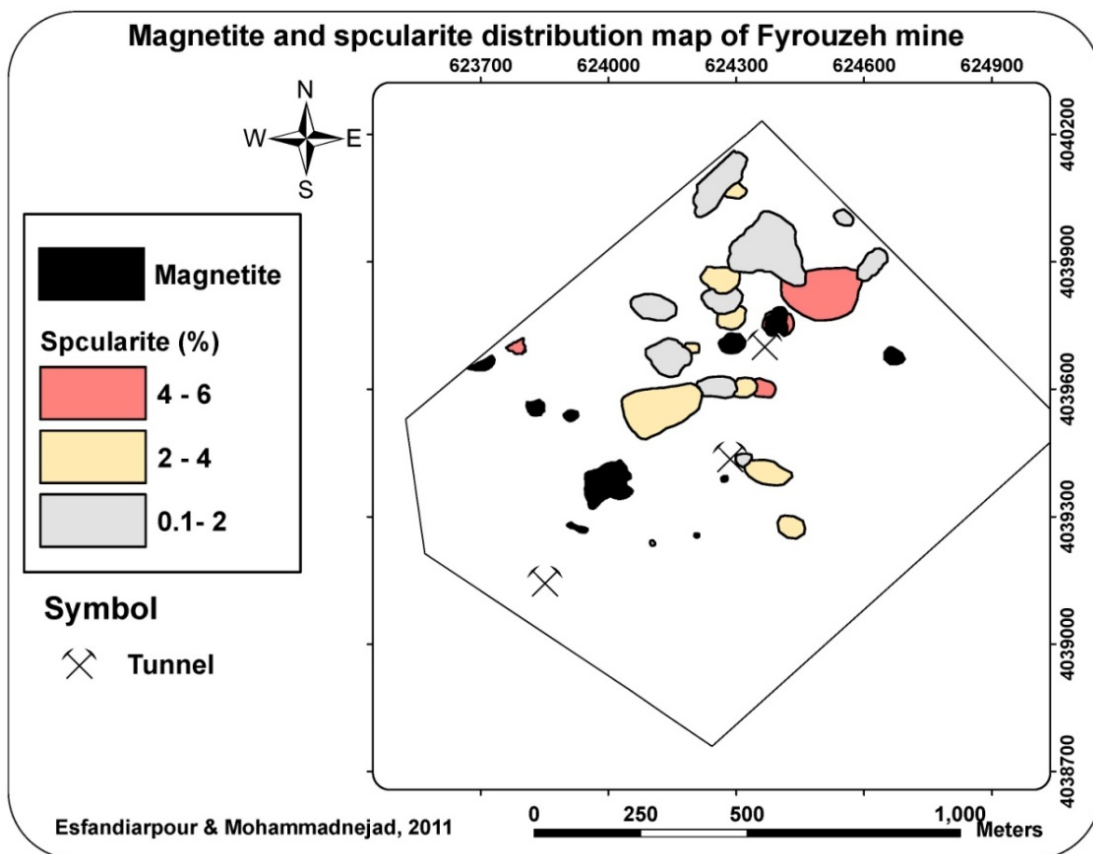 Magnetite and spcularite distribution map of Fyrouzeh mine
623700 624000 624300 624600 624900
N
W E
S
4040200
4039900
4039600
4039300
4039000
4038700
Magnetite
Spcularite (%)
4 - 6
2 - 4
0.1- 2
Symbol
Tunnel
Esfandiarpour & Mohammadnejad, 2011
0 250 500 1,000 Meters